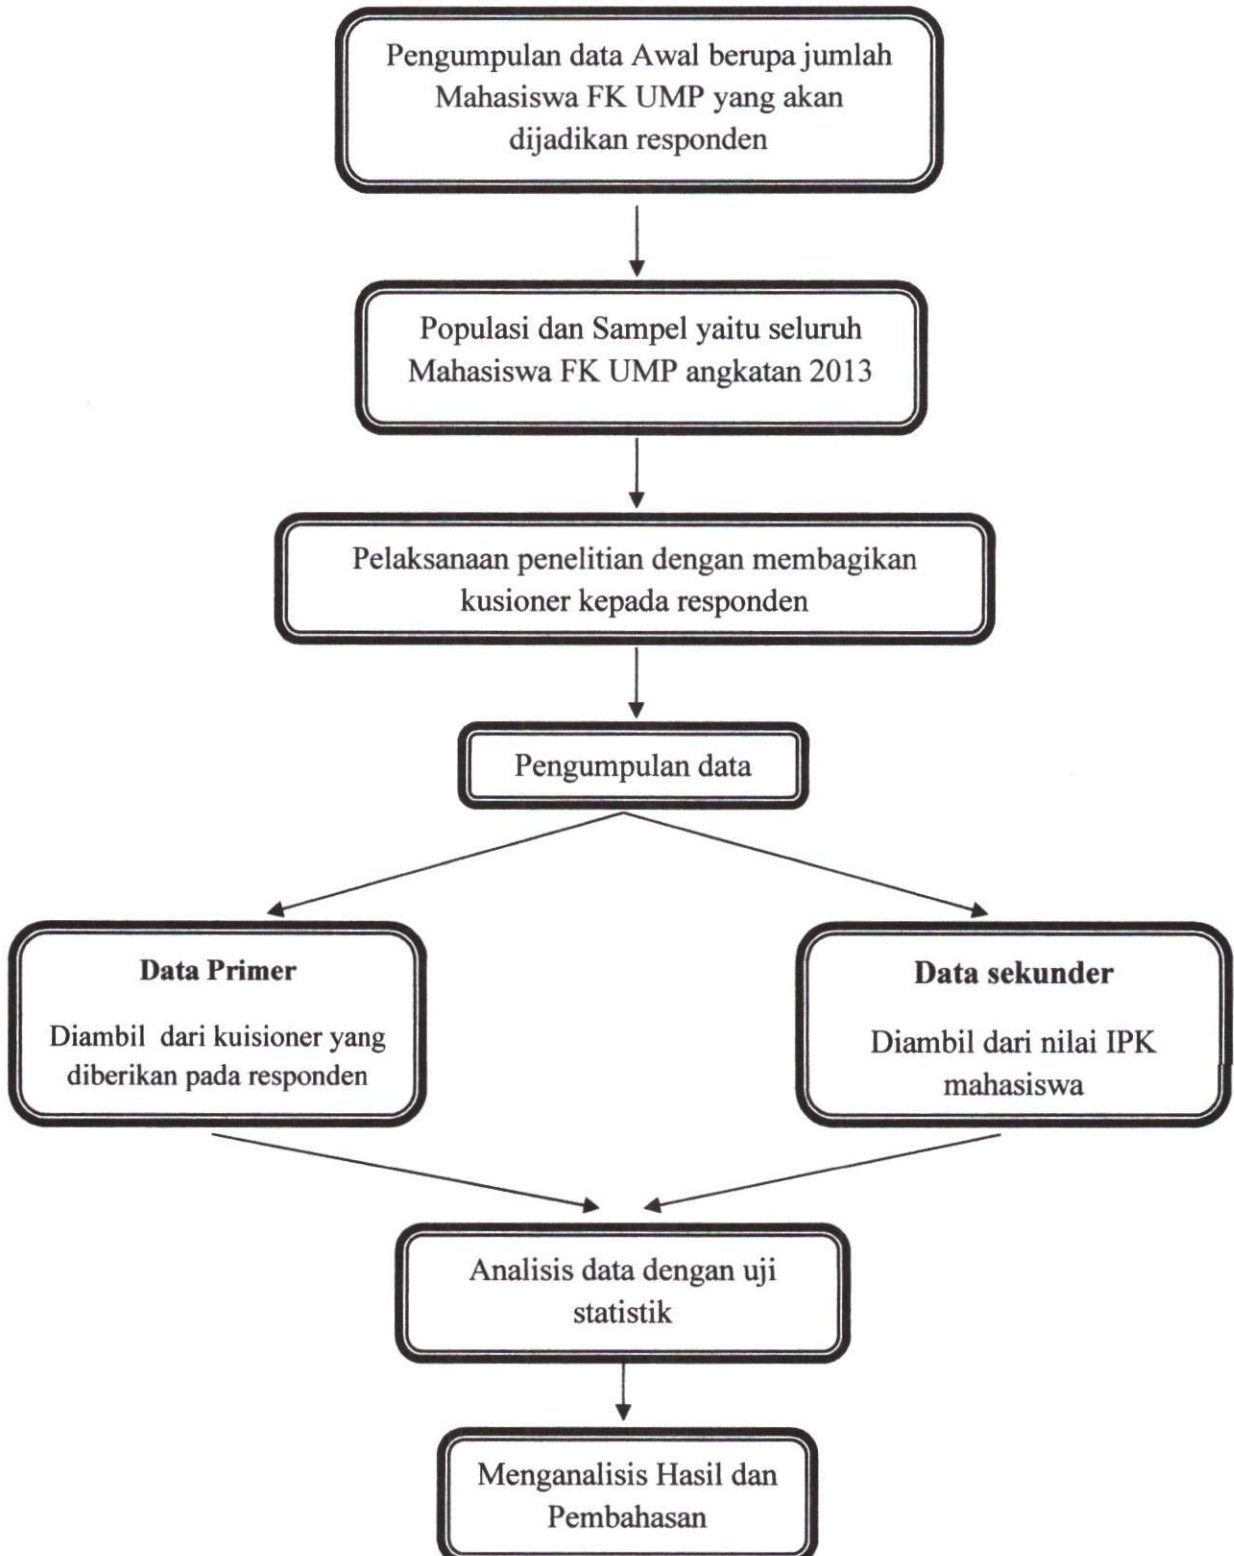 Pengumpulan data Awal berupa jumlah
Mahasiswa FK UMP yang akan
dijadikan responden
Populasi dan Sampel yaitu seluruh
Mahasiswa FK UMP angkatan 2013
Pelaksanaan penelitian dengan membagikan
kusioner kepada responden
Pengumpulan data
Data Primer
Diambil dari kuisioner yang
diberikan pada responden
Data sekunder
Diambil dari nilai IPK
mahasiswa
Analisis data dengan uji
statistik
Menganalisis Hasil dan
Pembahasan